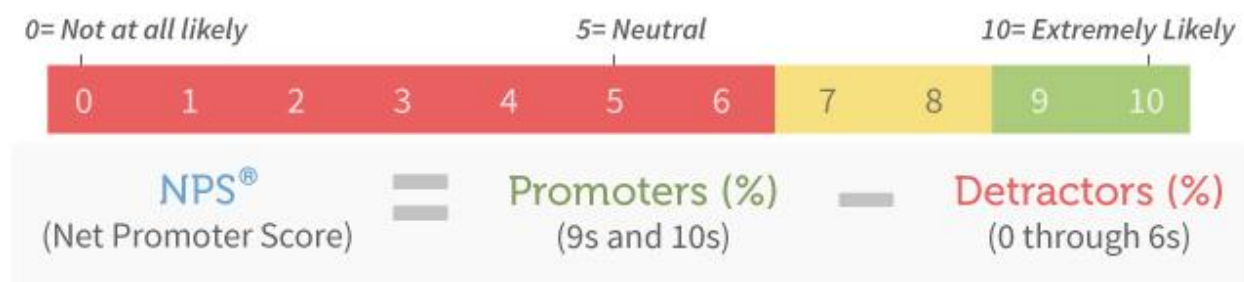 0= Not at all likely 5= Neutral 10= Extremely Likely
0 1 2 3 4 5 6 7 8 9 10
NPS® = Promoters (%) − Detractors (%)
(Net Promoter Score) (9s and 10s) (0 through 6s)